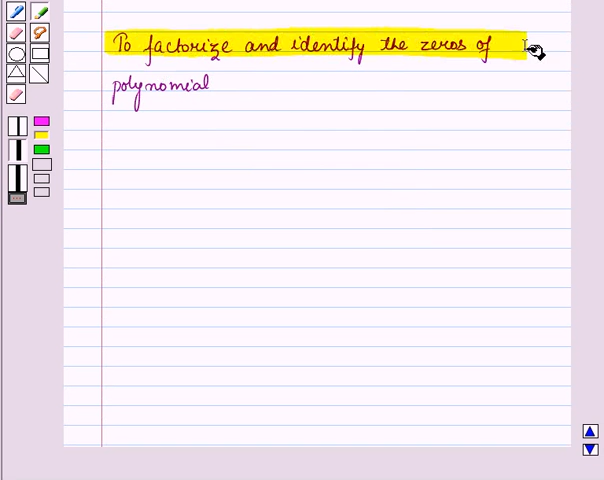 To factorize and identify the zeros of
polynomial